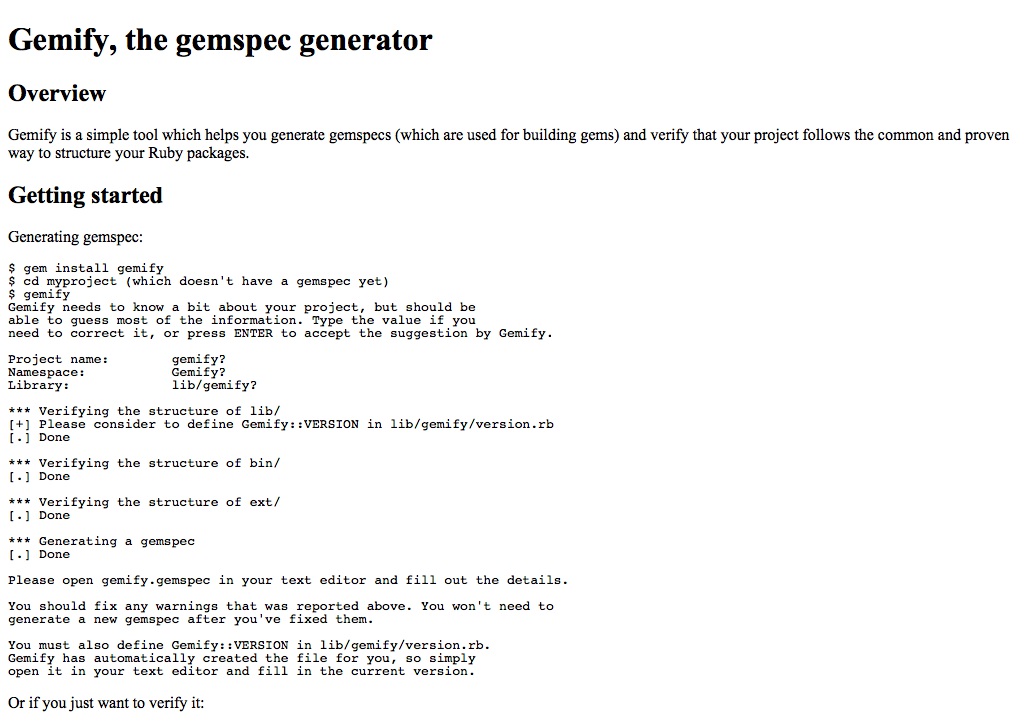 Gemify, the gemspec generator
Overview
Gemify is a simple tool which helps you generate gemspecs (which are used for building gems) and verify that your project follows the common and proven
way to structure your Ruby packages.
Getting started
Generating gemspec:
$ gem install gemify
$ cd myproject (which doesn't have a gemspec yet)
$ gemify
Gemify needs to know a bit about your project, but should be
able to guess most of the information. Type the value if you
need to correct it, or press ENTER to accept the suggestion by Gemify.
Project name: gemify?
Namespace: Gemify?
Library: lib/gemify?
*** Verifying the structure of lib/
[+] Please consider to define Gemify::VERSION in lib/gemify/version.rb
[.] Done
*** Verifying the structure of bin/
[.] Done
*** Verifying the structure of ext/
[.] Done
*** Generating a gemspec
[.] Done
Please open gemify.gemspec in your text editor and fill out the details.
You should fix any warnings that was reported above. You won't need to
generate a new gemspec after you've fixed them.
You must also define Gemify::VERSION in lib/gemify/version.rb.
Gemify has automatically created the file for you, so simply
open it in your text editor and fill in the current version.
Or if you just want to verify it: